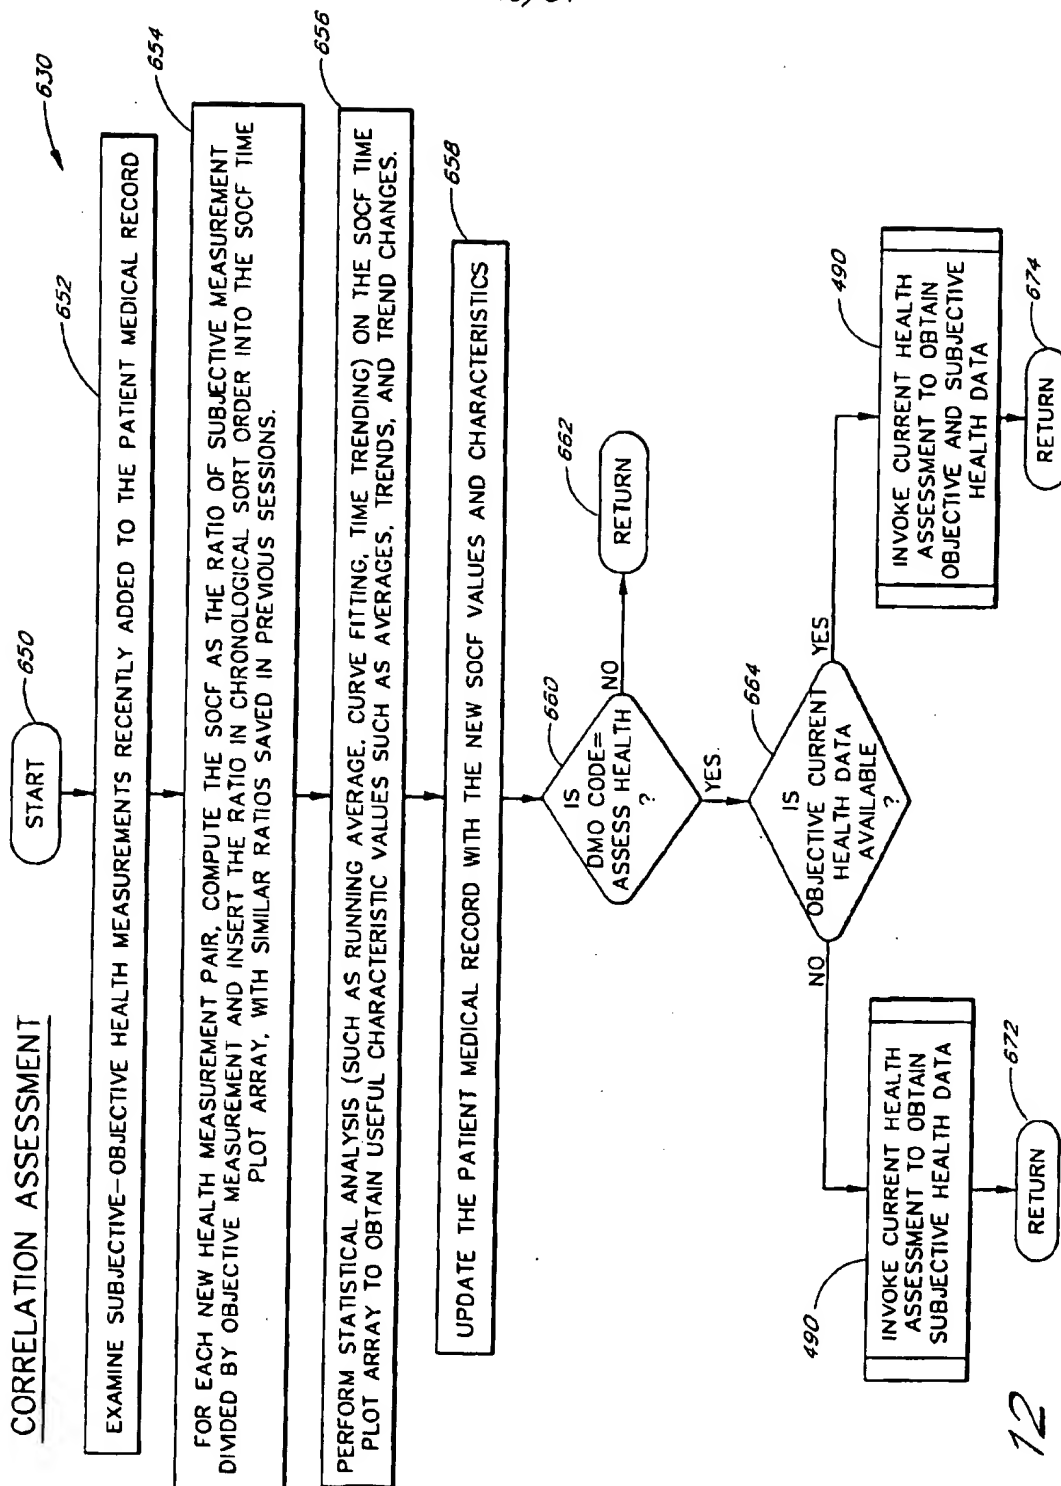 CORRELATION ASSESSMENT
630
START
650
652
EXAMINE SUBJECTIVE-OBJECTIVE HEALTH MEASUREMENTS RECENTLY ADDED TO THE PATIENT MEDICAL RECORD
654
FOR EACH NEW HEALTH MEASUREMENT PAIR, COMPUTE THE SOCF AS THE RATIO OF SUBJECTIVE MEASUREMENT
DIVIDED BY OBJECTIVE MEASUREMENT AND INSERT THE RATIO IN CHRONOLOGICAL SORT ORDER INTO THE SOCF TIME
PLOT ARRAY, WITH SIMILAR RATIOS SAVED IN PREVIOUS SESSIONS.
656
PERFORM STATISTICAL ANALYSIS (SUCH AS RUNNING AVERAGE, CURVE FITTING, TIME TRENDING) ON THE SOCF TIME
PLOT ARRAY TO OBTAIN USEFUL CHARACTERISTIC VALUES SUCH AS AVERAGES, TRENDS, AND TREND CHANGES.
658
UPDATE THE PATIENT MEDICAL RECORD WITH THE NEW SOCF VALUES AND CHARACTERISTICS
660
IS
DMO CODE=
ASSESS HEALTH
?
NO
662
RETURN
YES
664
IS
OBJECTIVE CURRENT
HEALTH DATA
AVAILABLE
?
NO
YES
490
INVOKE CURRENT HEALTH
ASSESSMENT TO OBTAIN
SUBJECTIVE HEALTH DATA
672
RETURN
490
INVOKE CURRENT HEALTH
ASSESSMENT TO OBTAIN
OBJECTIVE AND SUBJECTIVE
HEALTH DATA
674
RETURN
12